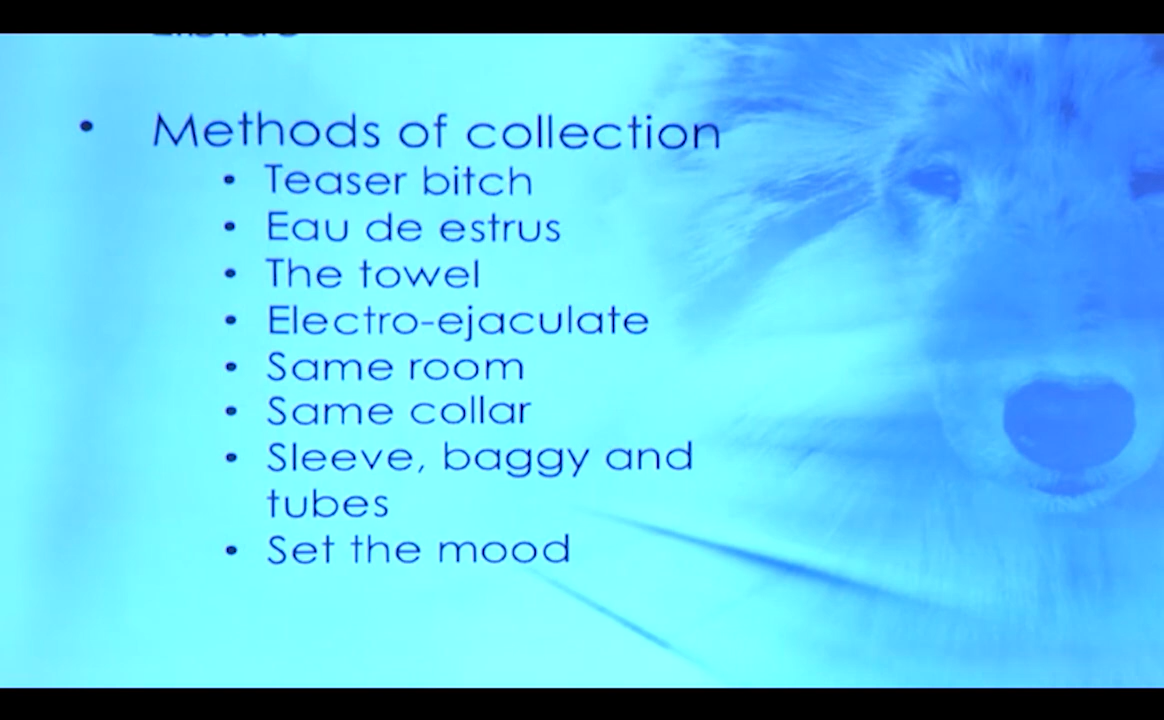 • Methods of collection
• Teaser bitch
• Eau de estrus
• The towel
• Electro-ejaculate
• Same room
• Same collar
• Sleeve, baggy and
tubes
• Set the mood